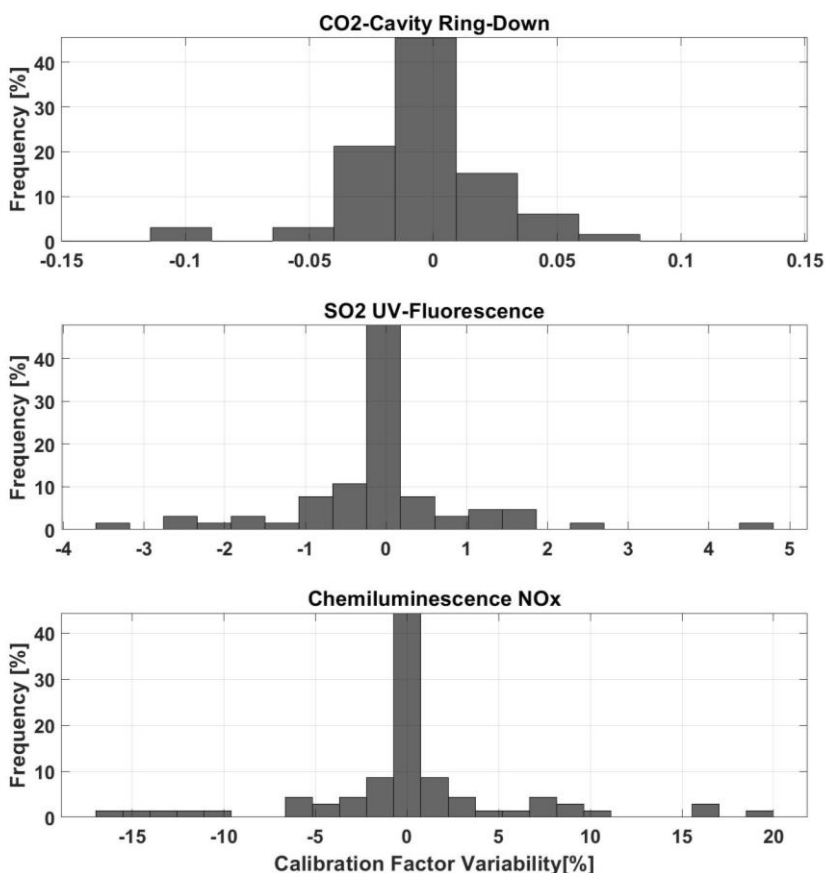 CO2-Cavity Ring-Down
Frequency [%]
40
30
20
10
0
-0.15 -0.1 -0.05 0 0.05 0.1 0.15
SO2 UV-Fluorescence
Frequency [%]
40
30
20
10
0
-4 -3 -2 -1 0 1 2 3 4 5
Chemiluminescence NOx
Frequency [%]
40
30
20
10
0
-15 -10 -5 0 5 10 15 20
Calibration Factor Variability[%]